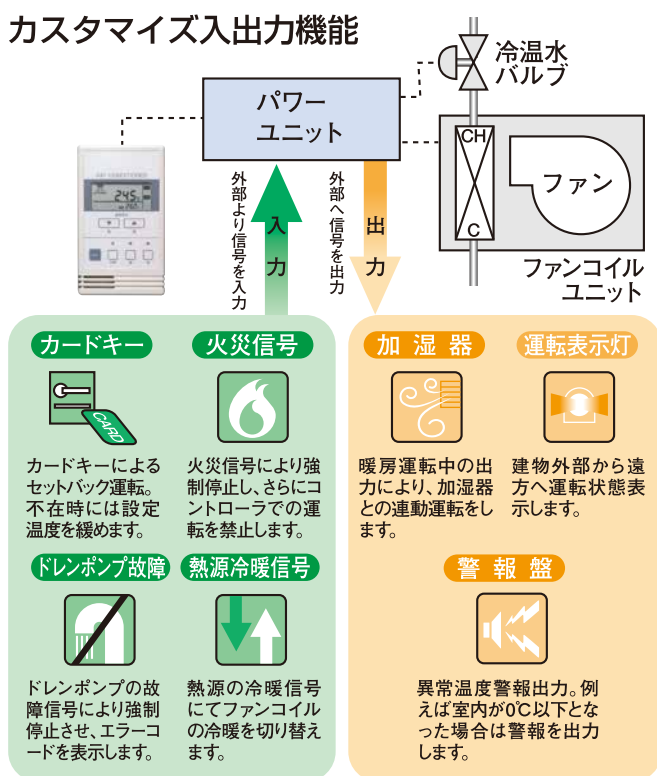 カスタマイズ入出力機能
冷温水
バルブ
パワー
ユニット
CH
C
ファン
ファンコイル
ユニット
245
外部より信号を入力
入力
外部へ信号を出力
出力
カードキー
CARD
カードキーによる
セットバック運転。
不在時には設定
温度を緩めます。
火災信号
火災信号により強
制停止し、さらにコ
ントローラでの運
転を禁止します。
ドレンポンプ故障
ドレンポンプの故
障信号により強制
停止させ、エラーコ
ードを表示します。
熱源冷暖信号
熱源の冷暖信号
にてファンコイル
の冷暖を切り替え
ます。
加湿器
暖房運転中の出
力により、加湿器
との連動運転をし
ます。
運転表示灯
建物外部から遠
方へ運転状態表
示します。
警報盤
異常温度警報出力。例
えば室内が0℃以下とな
った場合は警報を出力
します。